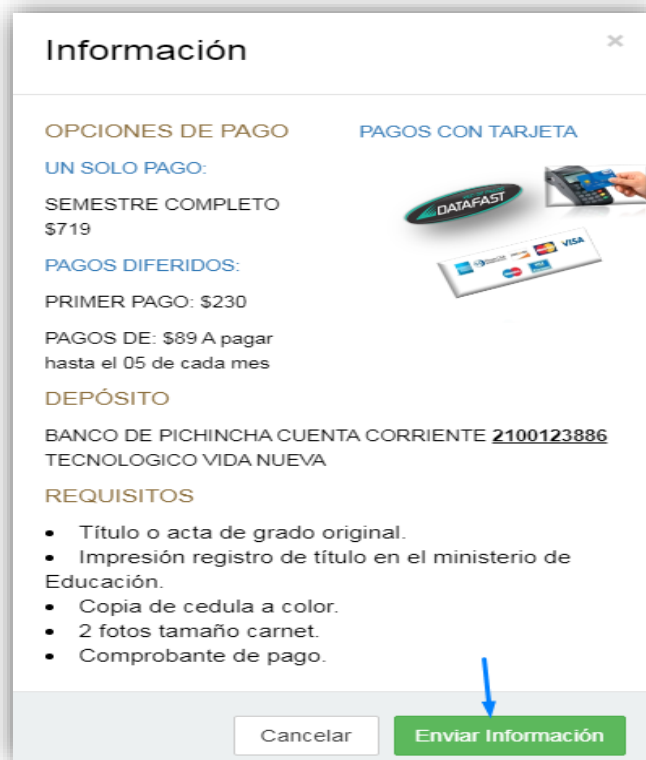 Información
×
OPCIONES DE PAGO
PAGOS CON TARJETA
UN SOLO PAGO:
SEMESTRE COMPLETO
$719
DATAFAST
VISA
PAGOS DIFERIDOS:
PRIMER PAGO: $230
PAGOS DE: $89 A pagar
hasta el 05 de cada mes
DEPÓSITO
BANCO DE PICHINCHA CUENTA CORRIENTE 2100123886
TECNOLOGICO VIDA NUEVA
REQUISITOS
• Título o acta de grado original.
• Impresión registro de título en el ministerio de
Educación.
• Copia de cedula a color.
• 2 fotos tamaño carnet.
• Comprobante de pago.
Cancelar
Enviar Información